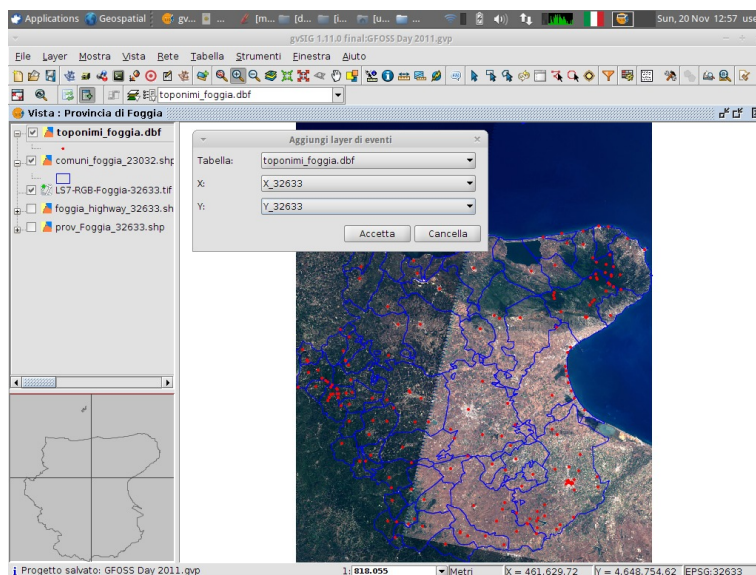 Applications Geospatial gv... ... [m... [d... [i... [u... ... Sun, 20 Nov 12:57 use
gvSIG 1.11.0 final:GFOSS Day 2011.gvp
File Layer Mostra Vista Rete Tabella Strumenti Finestra Aiuto
toponimi_foggia.dbf
Vista : Provincia di Foggia
toponimi_foggia.dbf
comuni_foggia_23032.shp
LS7-RGB-Foggia-32633.tif
foggia_highway_32633.sh
prov_Foggia_32633.shp
Aggiungi layer di eventi
Tabella: toponimi_foggia.dbf
X: X_32633
Y: Y_32633
Accetta Cancella
Progetto salvato: GFOSS Day 2011.gvp 1: 818.055 Metri X = 461.629,72 Y = 4.648.754,62 EPSG:32633